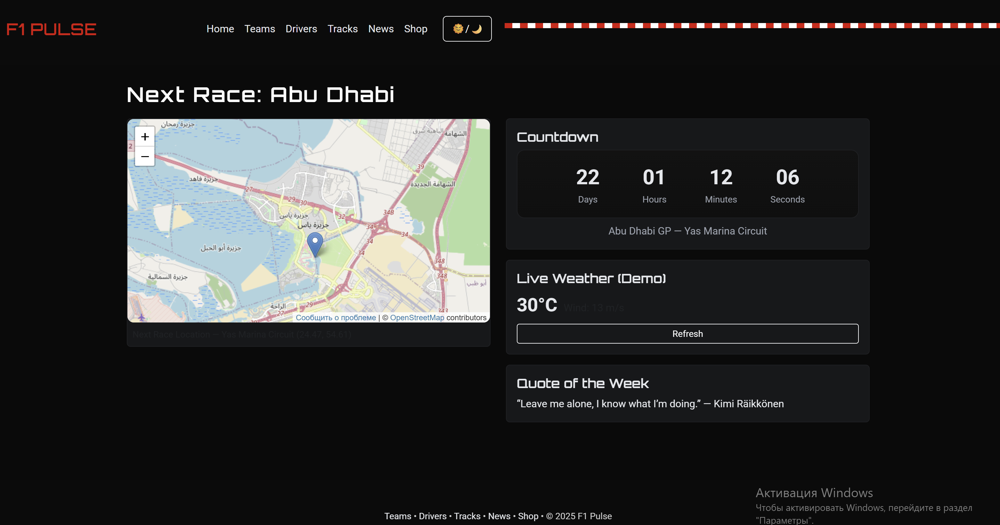 F1 PULSE
Home Teams Drivers Tracks News Shop 🌞/🌙
Next Race: Abu Dhabi
جزيرة رمحان
الباهية شرق
الشهامة
+
2
−
39
جزيرة فاهد
الشهامة الجديدة
27
29
30
32
34B
جزيرة ياس
جزيرة ياس
34
34
34
جزيرة أبو الحبل
34
348
جزيرة السمالية
348
أبو ظبي
الراحة
29
27
343
Сообщить о проблеме | © OpenStreetMap contributors
Next Race Location — Yas Marina Circuit (24.47, 54.61)
Countdown
22 01 12 06
Days Hours Minutes Seconds
Abu Dhabi GP — Yas Marina Circuit
Live Weather (Demo)
30°C Wind: 13 m/s
Refresh
Quote of the Week
“Leave me alone, I know what I’m doing.” — Kimi Räikkönen
Teams • Drivers • Tracks • News • Shop • © 2025 F1 Pulse
Активация Windows
Чтобы активировать Windows, перейдите в раздел
"Параметры".